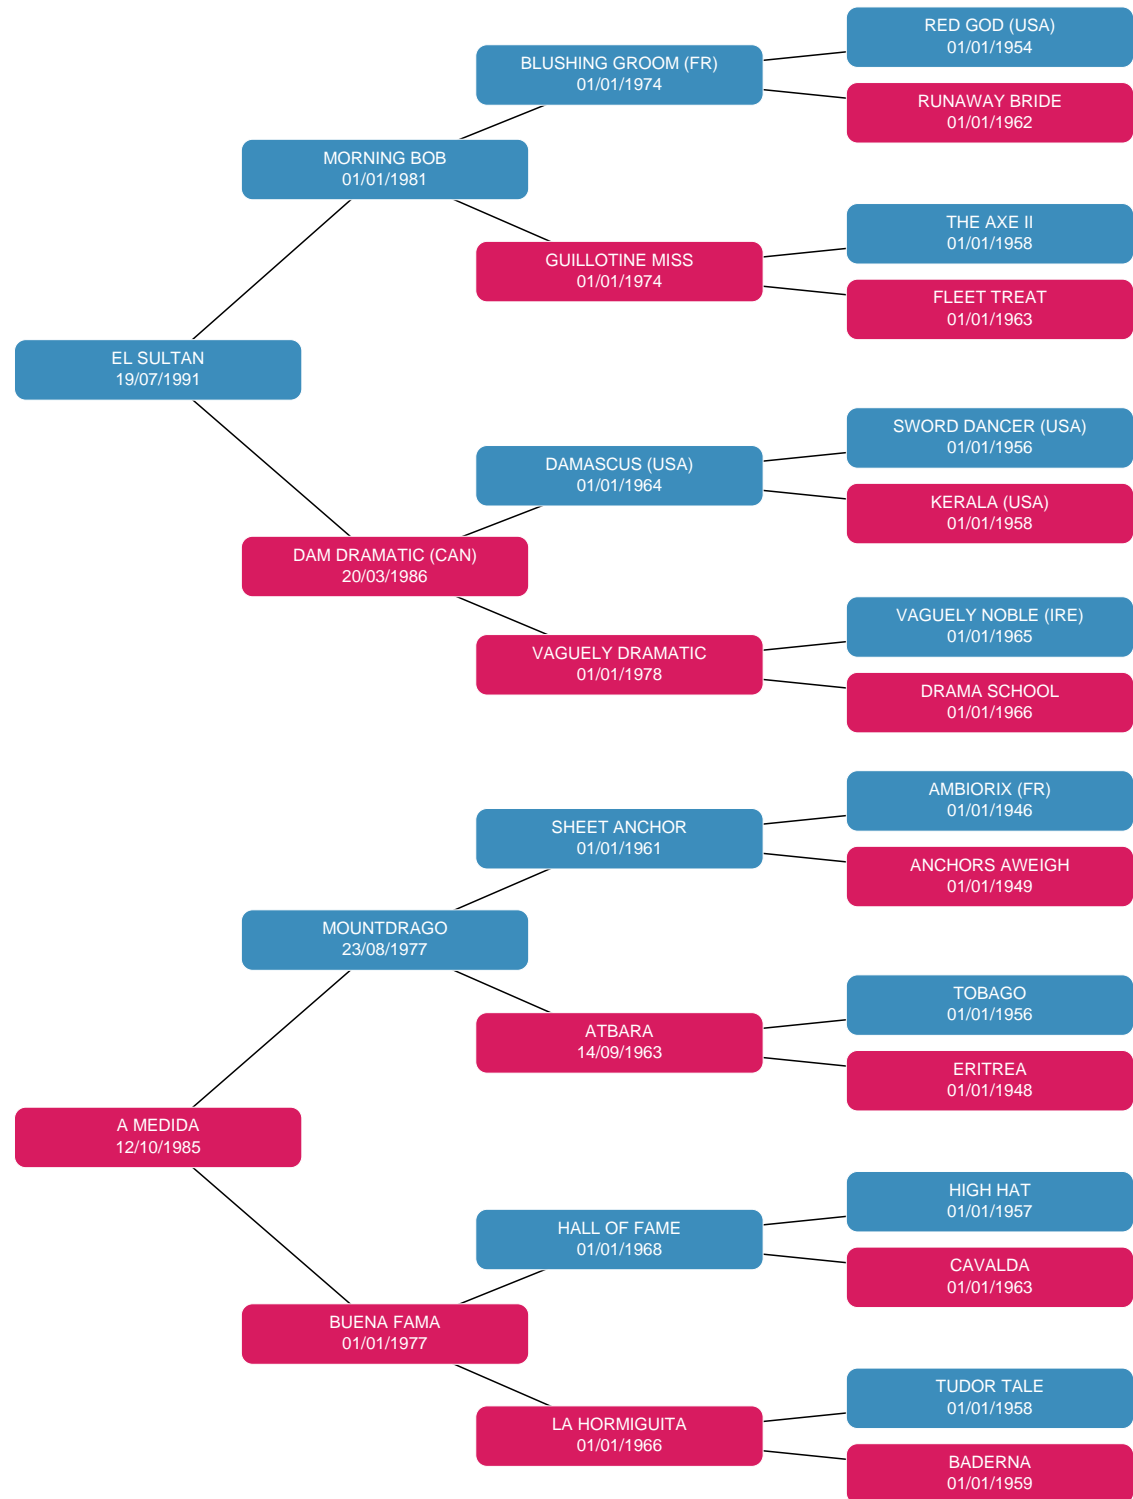 RED GOD (USA)
01/01/1954
BLUSHING GROOM (FR)
01/01/1974
RUNAWAY BRIDE
01/01/1962
MORNING BOB
01/01/1981
THE AXE II
01/01/1958
GUILLOTINE MISS
01/01/1974
FLEET TREAT
01/01/1963
EL SULTAN
19/07/1991
SWORD DANCER (USA)
01/01/1956
DAMASCUS (USA)
01/01/1964
KERALA (USA)
01/01/1958
DAM DRAMATIC (CAN)
20/03/1986
VAGUELY NOBLE (IRE)
01/01/1965
VAGUELY DRAMATIC
01/01/1978
DRAMA SCHOOL
01/01/1966
AMBIORIX (FR)
01/01/1946
SHEET ANCHOR
01/01/1961
ANCHORS AWEIGH
01/01/1949
MOUNTDRAGO
23/08/1977
TOBAGO
01/01/1956
ATBARA
14/09/1963
ERITREA
01/01/1948
A MEDIDA
12/10/1985
HIGH HAT
01/01/1957
HALL OF FAME
01/01/1968
CAVALDA
01/01/1963
BUENA FAMA
01/01/1977
TUDOR TALE
01/01/1958
LA HORMIGUITA
01/01/1966
BADERNA
01/01/1959